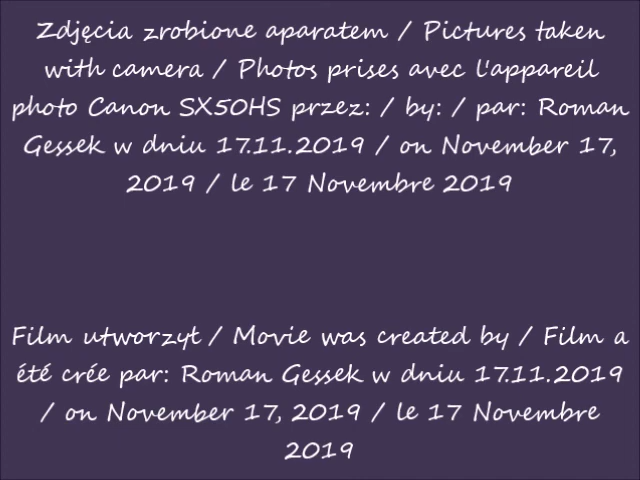 Zdjęcia zrobione aparatem / Pictures taken
with camera / Photos prises avec l'appareil
photo Canon SX50HS przez: / by: / par: Roman
Gessek w dniu 17.11.2019 / on November 17,
2019 / le 17 Novembre 2019
Film utworzył / Movie was created by / Film a
été crée par: Roman Gessek w dniu 17.11.2019
/ on November 17, 2019 / le 17 Novembre
2019